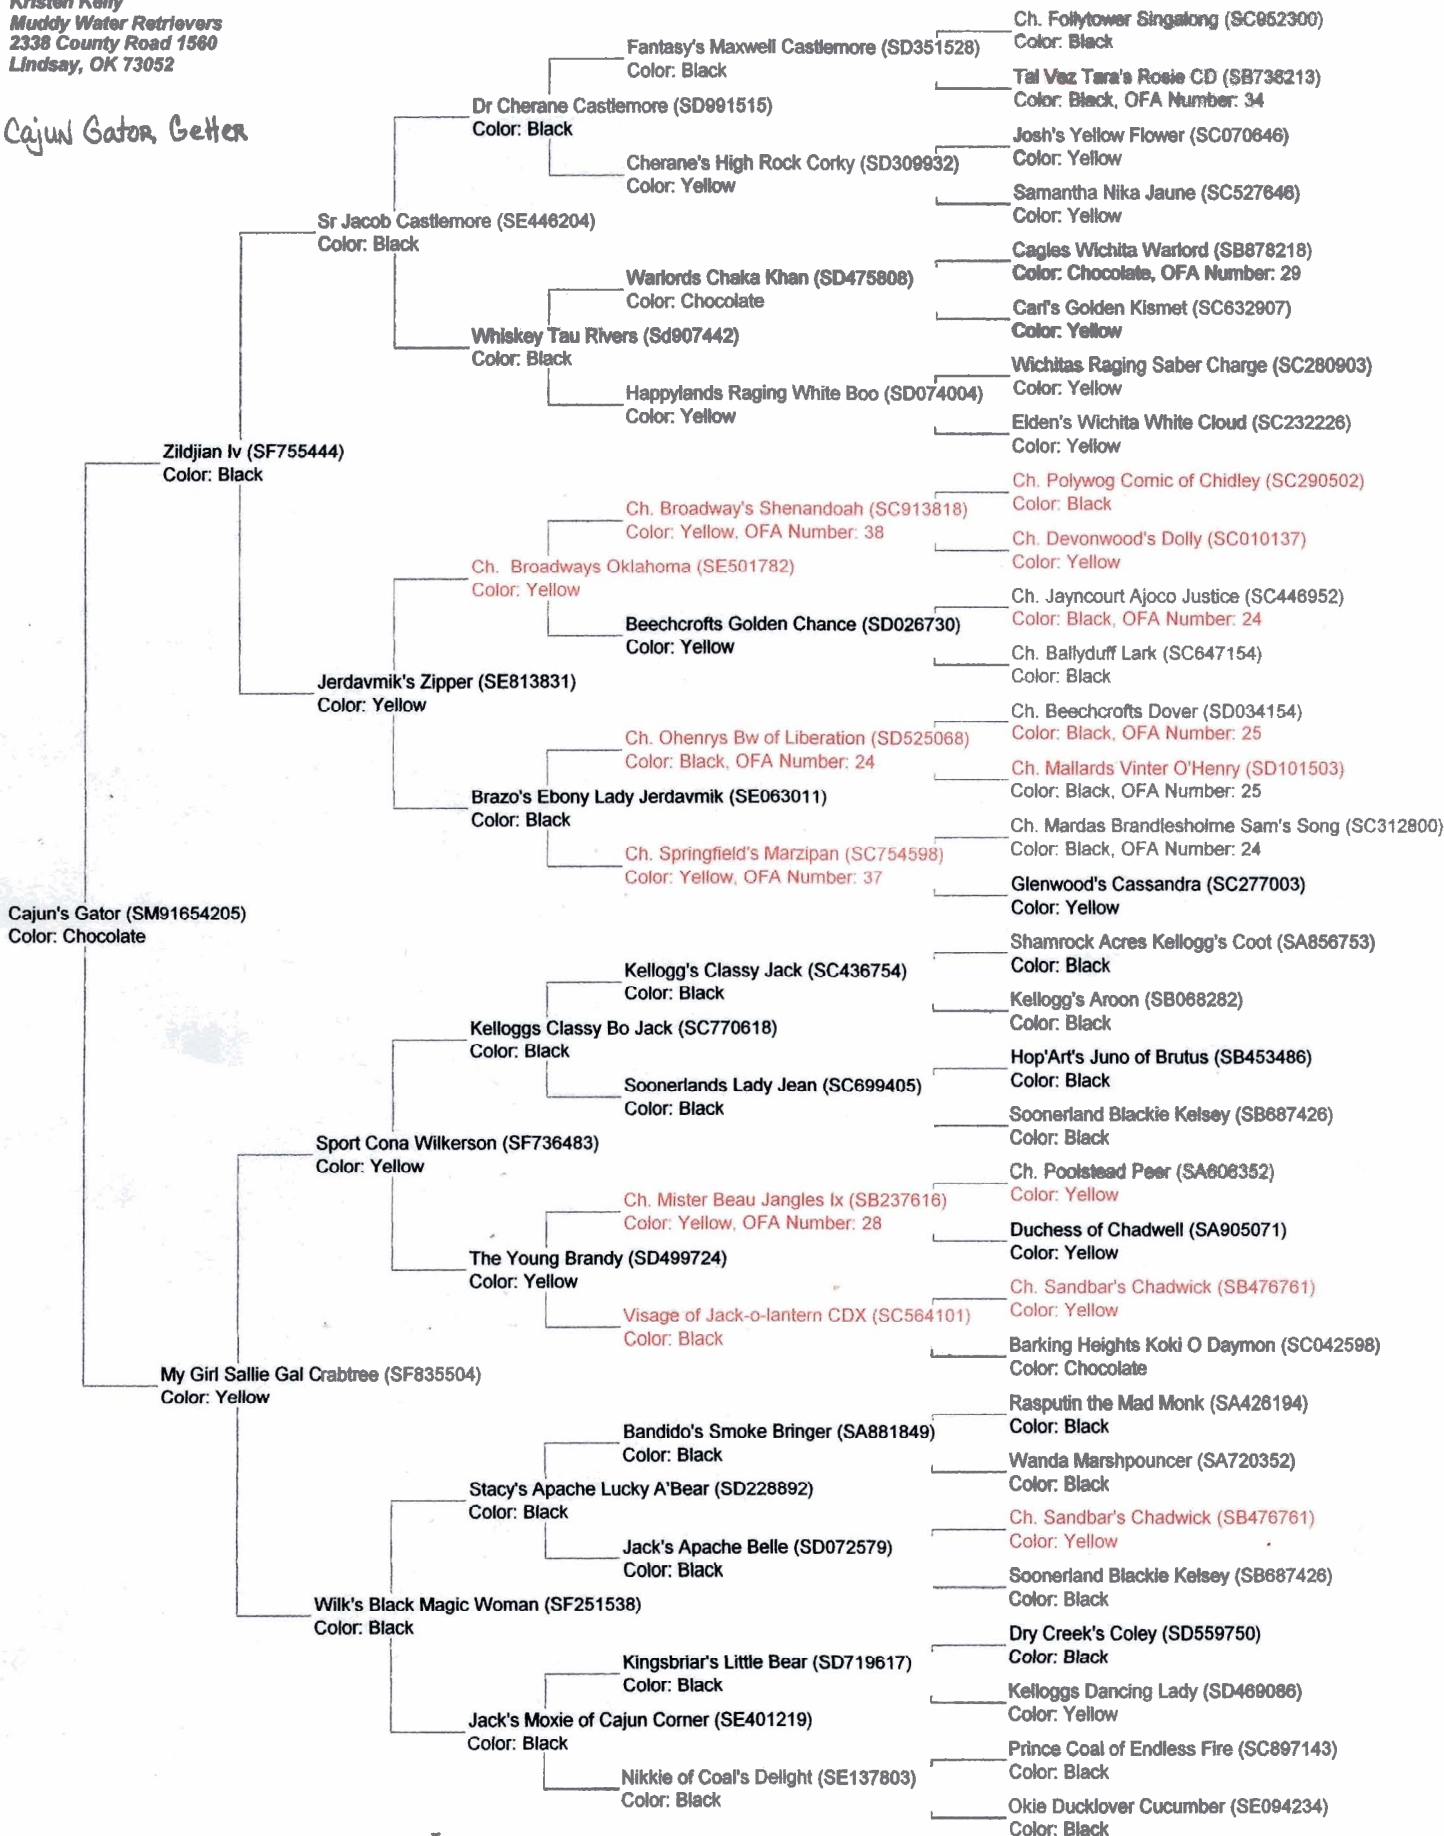 Kristen Kelly
Muddy Water Retrievers
2338 County Road 1560
Lindsay, OK 73052
Cajun Gator Getter
Ch. Follytower Singalong (SC952300)
Color: Black
Fantasy's Maxwell Castlemore (SD351528)
Color: Black
Tal Vez Tara's Rosie CD (SB736213)
Color: Black, OFA Number: 34
Dr Cherane Castlemore (SD991515)
Color: Black
Josh's Yellow Flower (SC070646)
Color: Yellow
Cherane's High Rock Corky (SD309932)
Color: Yellow
Samantha Nika Jaune (SC527646)
Color: Yellow
Sr Jacob Castlemore (SE446204)
Color: Black
Cagles Wichita Warlord (SB878218)
Color: Chocolate, OFA Number: 29
Warlords Chaka Khan (SD475808)
Color: Chocolate
Carl's Golden Kismet (SC632907)
Color: Yellow
Whiskey Tau Rivers (Sd907442)
Color: Black
Wichitas Raging Saber Charge (SC280903)
Color: Yellow
Happylands Raging White Boo (SD074004)
Color: Yellow
Elden's Wichita White Cloud (SC232226)
Color: Yellow
Zildjian Iv (SF755444)
Color: Black
Ch. Polywog Comic of Chidley (SC290502)
Color: Black
Ch. Broadway's Shenandoah (SC913818)
Color: Yellow, OFA Number: 38
Ch. Devonwood's Dolly (SC010137)
Color: Yellow
Ch. Broadways Oklahoma (SE501782)
Color: Yellow
Ch. Jayncourt Ajoco Justice (SC446952)
Color: Black, OFA Number: 24
Beechcrofts Golden Chance (SD026730)
Color: Yellow
Ch. Ballyduff Lark (SC647154)
Color: Black
Jerdavmik's Zipper (SE813831)
Color: Yellow
Ch. Beechcrofts Dover (SD034154)
Color: Black, OFA Number: 25
Ch. Ohenrys Bw of Liberation (SD525068)
Color: Black, OFA Number: 24
Ch. Mallards Vinter O'Henry (SD101503)
Color: Black, OFA Number: 25
Brazo's Ebony Lady Jerdavmik (SE063011)
Color: Black
Ch. Mardas Brandlesholme Sam's Song (SC312800)
Color: Black, OFA Number: 24
Ch. Springfield's Marzipan (SC754598)
Color: Yellow, OFA Number: 37
Glenwood's Cassandra (SC277003)
Color: Yellow
Cajun's Gator (SM91654205)
Color: Chocolate
Shamrock Acres Kellogg's Coot (SA856753)
Color: Black
Kellogg's Classy Jack (SC436754)
Color: Black
Kellogg's Aroon (SB068282)
Color: Black
Kelloggs Classy Bo Jack (SC770618)
Color: Black
Hop'Art's Juno of Brutus (SB453486)
Color: Black
Soonerlands Lady Jean (SC699405)
Color: Black
Soonerland Blackie Kelsey (SB687426)
Color: Black
Sport Cona Wilkerson (SF736483)
Color: Yellow
Ch. Poolstead Peer (SA606352)
Color: Yellow
Ch. Mister Beau Jangles Ix (SB237616)
Color: Yellow, OFA Number: 28
Duchess of Chadwell (SA905071)
Color: Yellow
The Young Brandy (SD499724)
Color: Yellow
Ch. Sandbar's Chadwick (SB476761)
Color: Yellow
Visage of Jack-o-lantern CDX (SC564101)
Color: Black
Barking Heights Koki O Daymon (SC042598)
Color: Chocolate
My Girl Sallie Gal Crabtree (SF835504)
Color: Yellow
Rasputin the Mad Monk (SA426194)
Color: Black
Bandido's Smoke Bringer (SA881849)
Color: Black
Wanda Marshpouncer (SA720352)
Color: Black
Stacy's Apache Lucky A'Bear (SD228892)
Color: Black
Ch. Sandbar's Chadwick (SB476761)
Color: Yellow
Jack's Apache Belle (SD072579)
Color: Black
Soonerland Blackie Kelsey (SB687426)
Color: Black
Wilk's Black Magic Woman (SF251538)
Color: Black
Dry Creek's Coley (SD559750)
Color: Black
Kingsbriar's Little Bear (SD719617)
Color: Black
Kelloggs Dancing Lady (SD469086)
Color: Yellow
Jack's Moxie of Cajun Corner (SE401219)
Color: Black
Prince Coal of Endless Fire (SC897143)
Color: Black
Nikkie of Coal's Delight (SE137803)
Color: Black
Okie Ducklover Cucumber (SE094234)
Color: Black